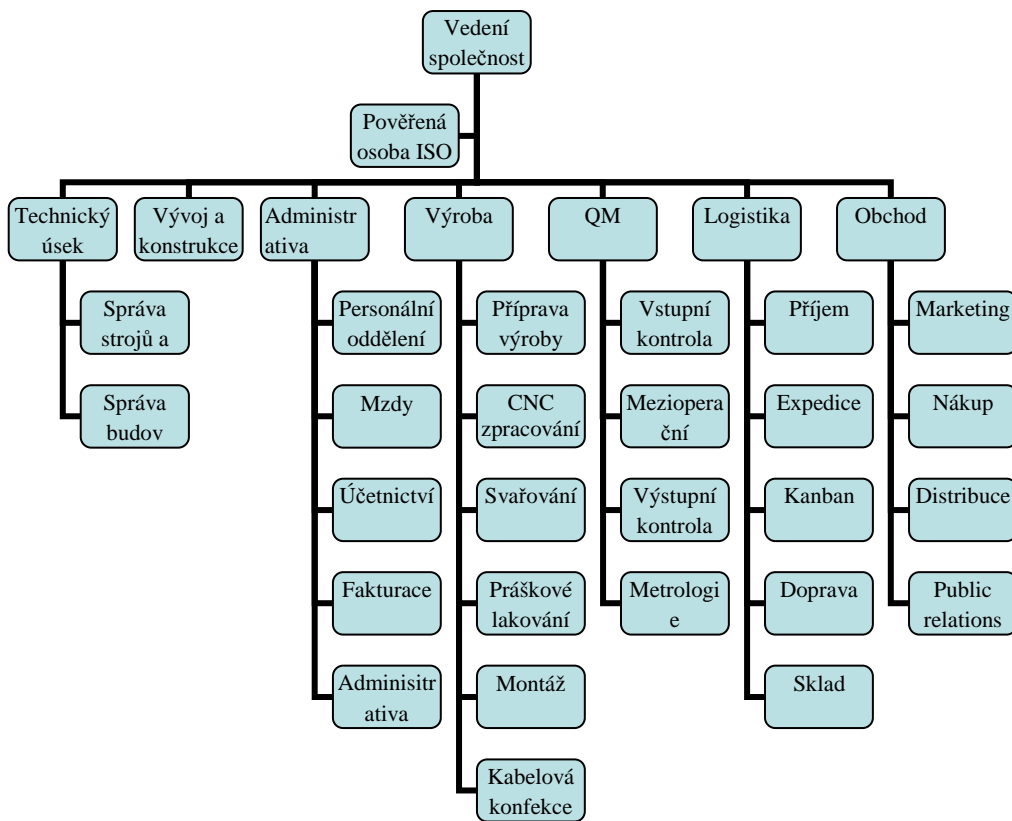 Vedení
společnost
Pověřená
osoba ISO
Technický
úsek
Vývoj a
konstrukce
Administr
ativa
Výroba
QM
Logistika
Obchod
Správa
strojů a
Správa
budov
Personální
oddělení
Mzdy
Účetnictví
Fakturace
Adminisitr
ativa
Příprava
výroby
CNC
zpracování
Svařování
Práškové
lakování
Montáž
Kabelová
konfekce
Vstupní
kontrola
Meziopera
ční
Výstupní
kontrola
Metrologi
e
Příjem
Expedice
Kanban
Doprava
Sklad
Marketing
Nákup
Distribuce
Public
relations